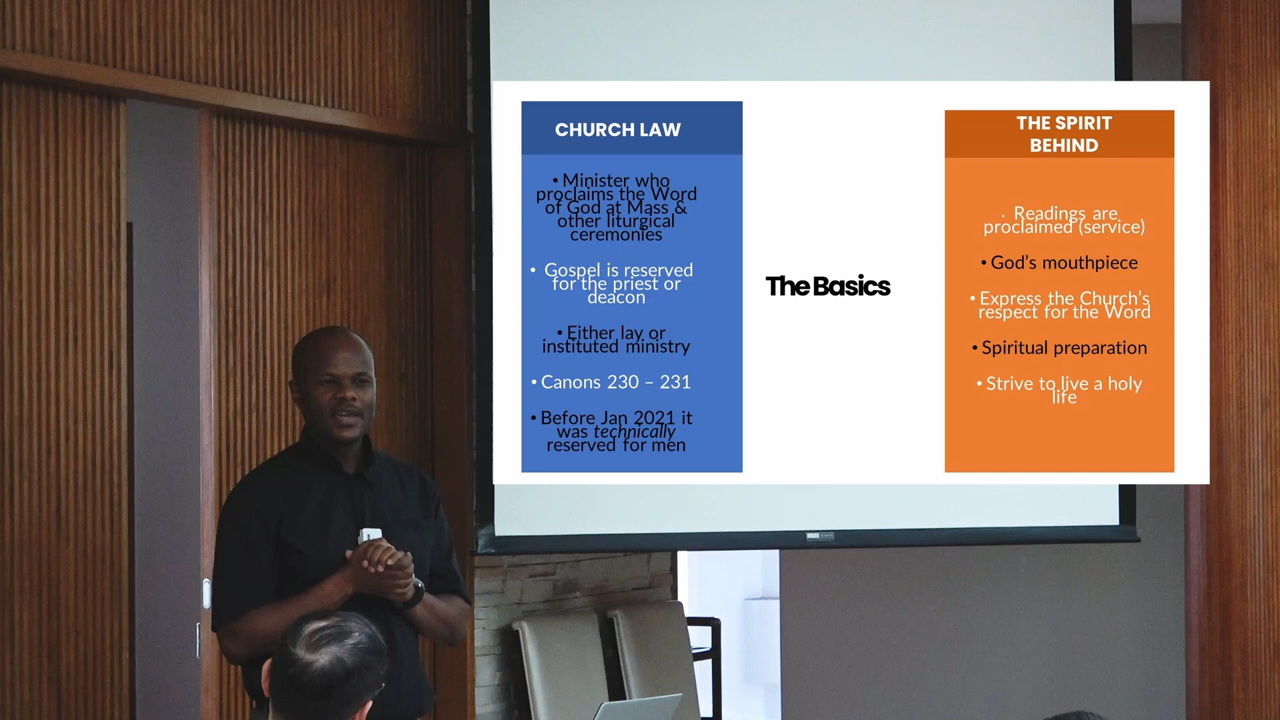 CHURCH LAW
• Minister who
proclaims the Word
of God at Mass &
other liturgical
ceremonies
• Gospel is reserved
for the priest or
deacon
• Either lay or
instituted ministry
• Canons 230 – 231
• Before Jan 2021 it
was technically
reserved for men
The Basics
THE SPIRIT
BEHIND
. Readings are
proclaimed (service)
• God's mouthpiece
• Express the Church's
respect for the Word
• Spiritual preparation
• Strive to live a holy
life